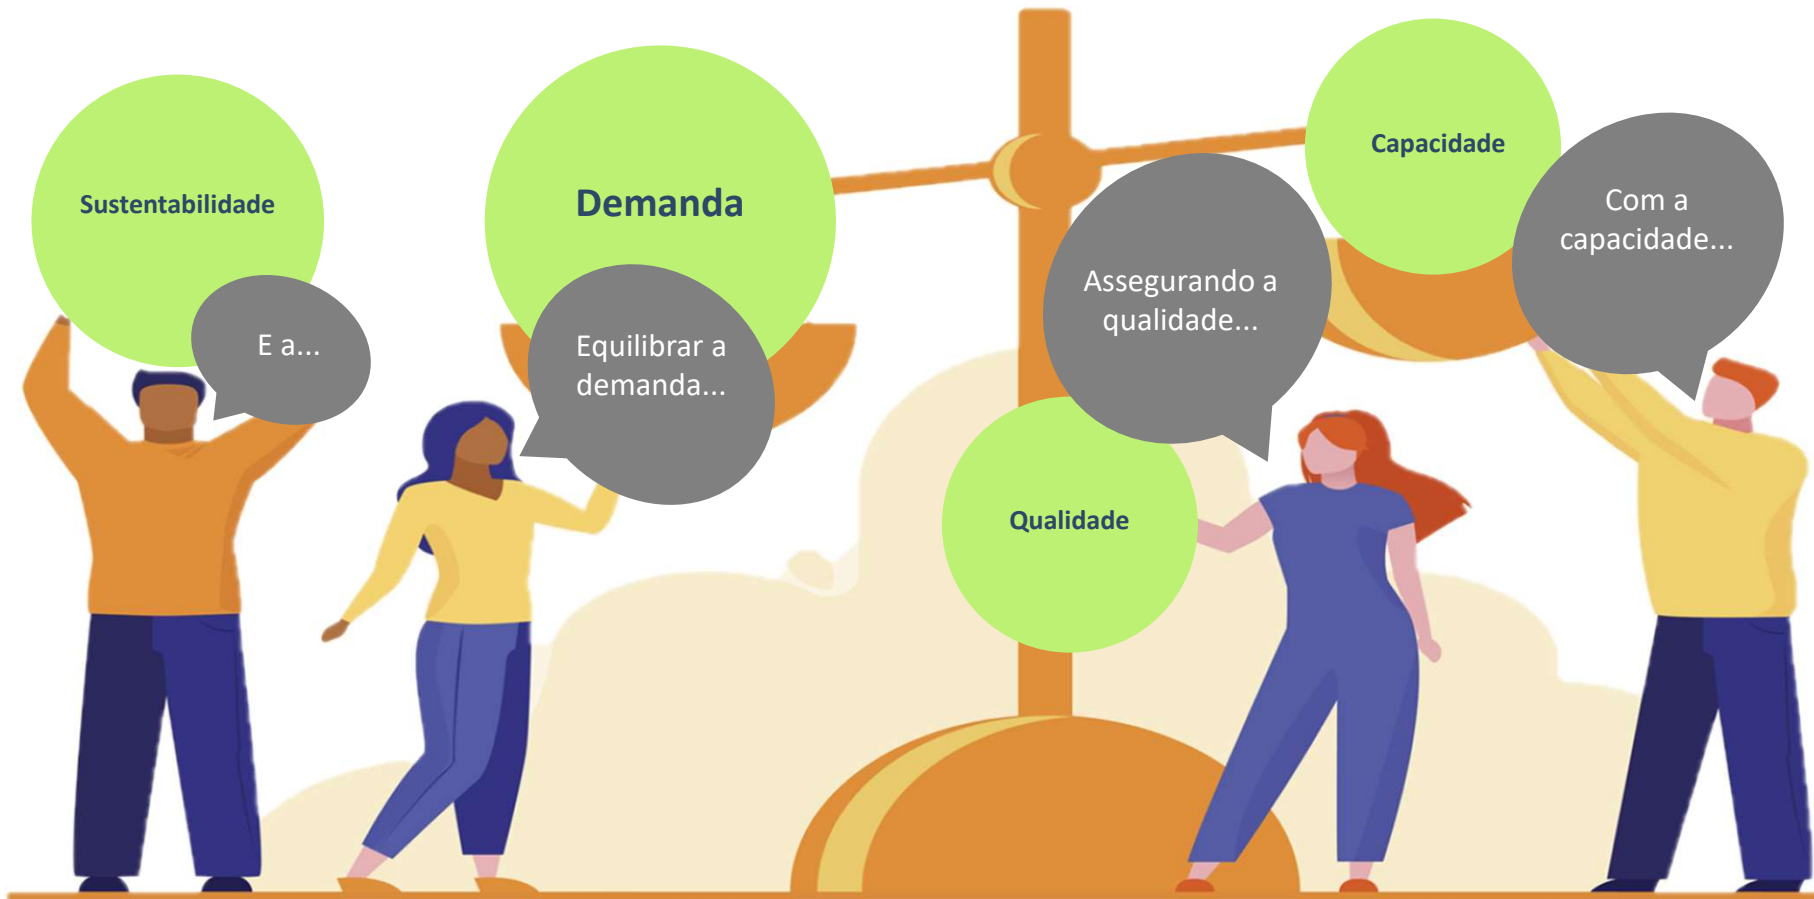 Sustentabilidade
E a...
Demanda
Equilibrar a
demanda...
Assegurando a
qualidade...
Qualidade
Capacidade
Com a
capacidade...